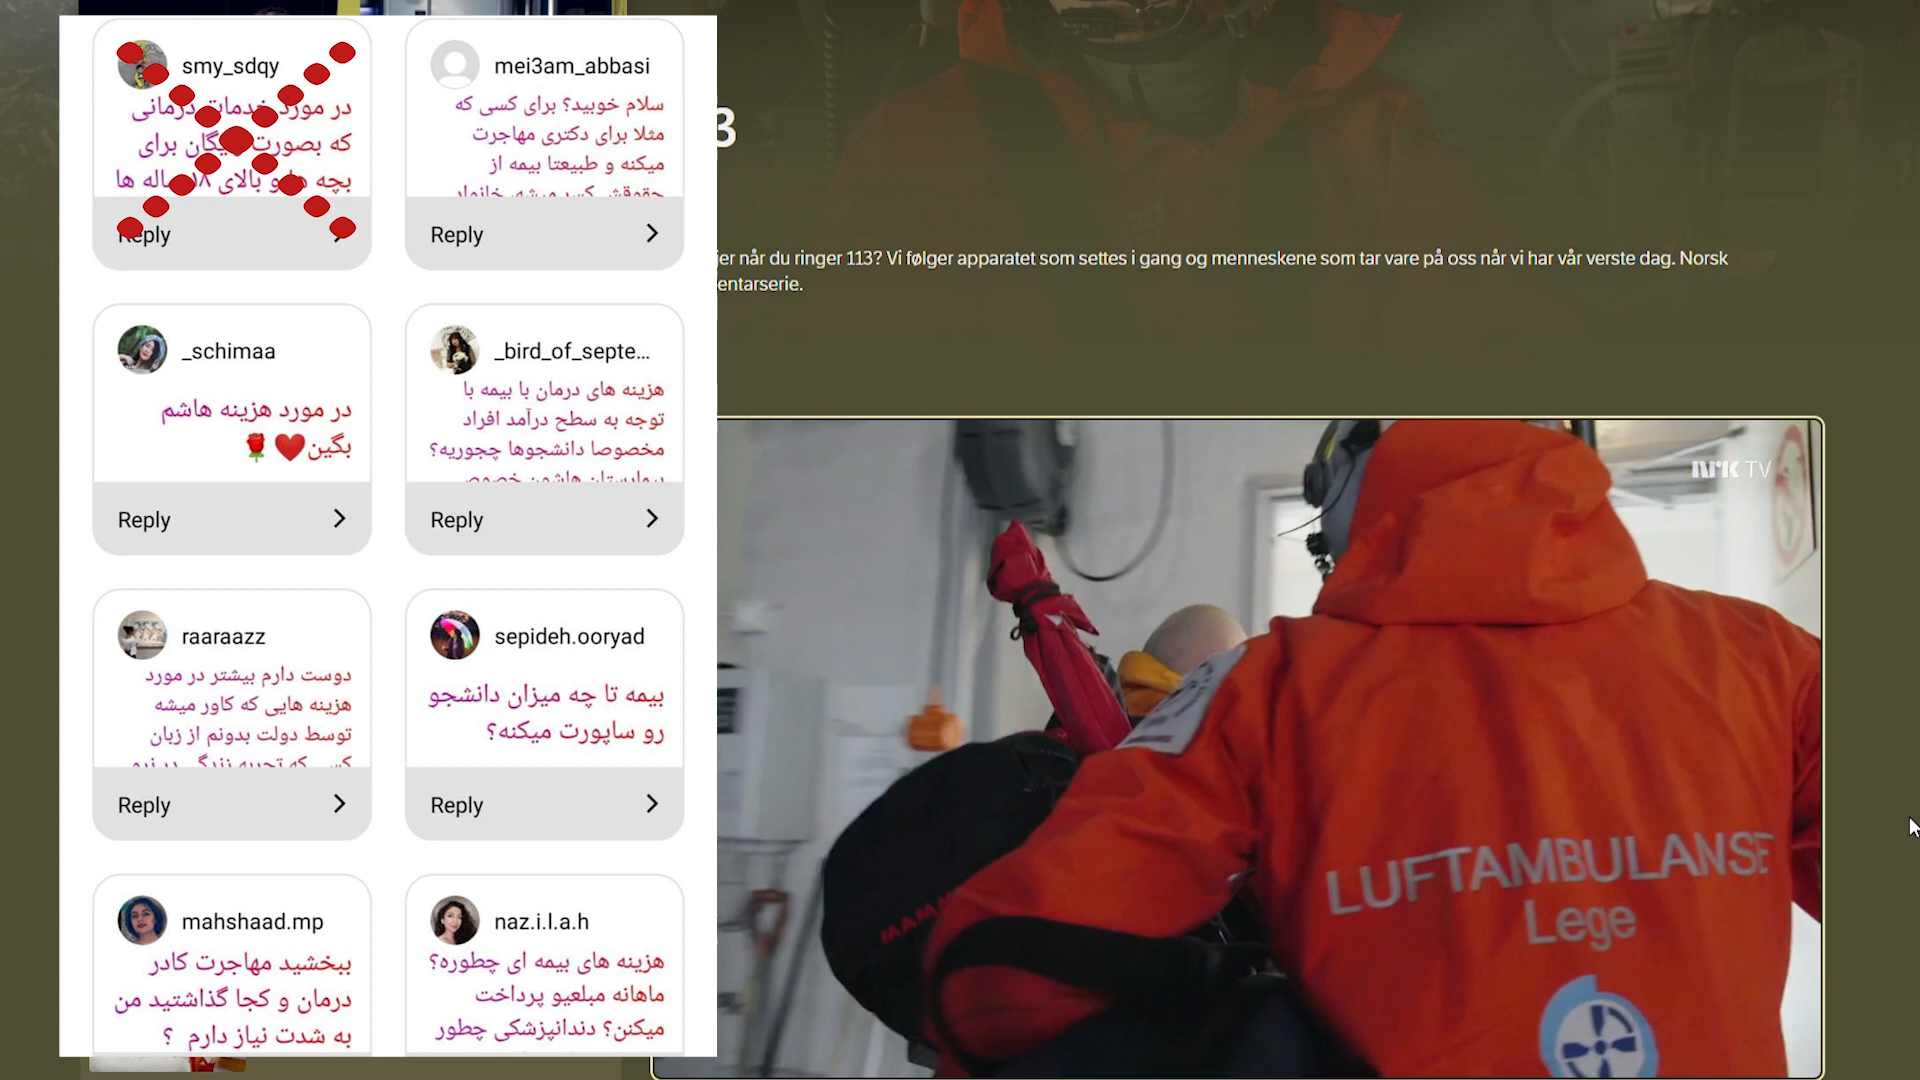 smy_sdqy
در مورد خدمات درمانی
که بصورت رایگان برای
بچه ها و بالای ۱۸ ساله ها
Reply
mei3am_abbasi
سلام خوبید؟ برای کسی که
مثلا برای دکتری مهاجرت
میکنه و طبیعتا بیمه از
Reply
_schimaa
در مورد هزینه هاشم
بگین❤️🌹
Reply
_bird_of_septe...
هزینه های درمان با بیمه با
توجه به سطح درآمد افراد
مخصوصا دانشجوها چجوریه؟
Reply
raaraazz
دوست دارم بیشتر در مورد
هزینه هایی که کاور میشه
توسط دولت بدونم از زبان
Reply
sepideh.ooryad
بیمه تا چه میزان دانشجو
رو ساپورت میکنه؟
Reply
mahshaad.mp
ببخشید مهاجرت کادر
درمان و کجا گذاشتید من
به شدت نیاز دارم ؟
naz.i.l.a.h
هزینه های بیمه ای چطوره؟
ماهانه مبلعیو پرداخت
میکنن؟ دندانپزشکی چطور
3
jer når du ringer 113? Vi følger apparatet som settes i gang og menneskene som tar vare på oss når vi har vår verste dag. Norsk
entarserie.
NRK TV
LUFTAMBULANSE
Lege